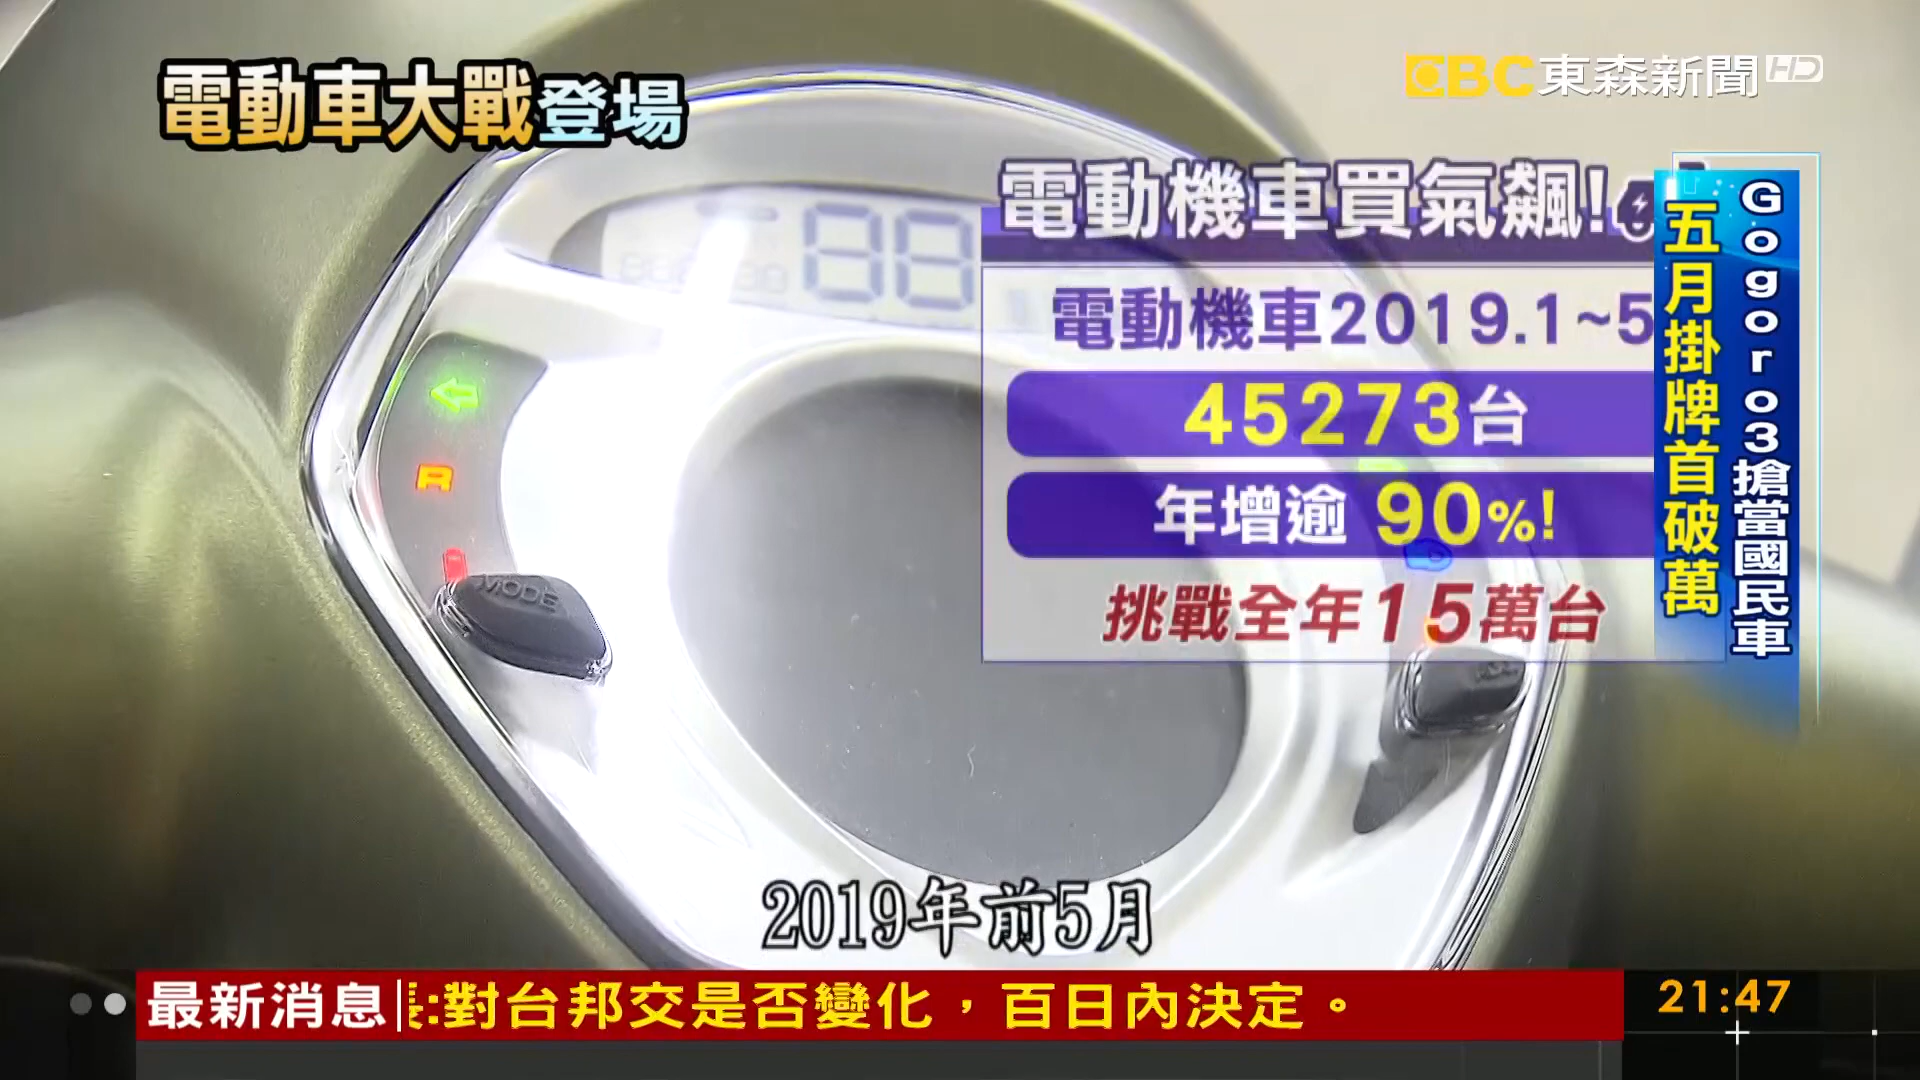 電動車大戰登場
EBC東森新聞HD
電動機車買氣飆!
電動機車2019.1~5
45273台
年增逾 90%!
挑戰全年15萬台
Gogoro3搶當國民車
五月掛牌首破萬
88
R
MODE
2019年前5月
最新消息
:對台邦交是否變化，百日內決定。
21:47